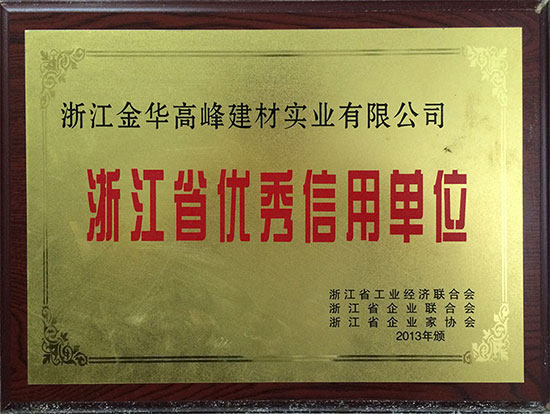 浙江金华高峰建材实业有限公司
浙江省优秀信用单位
浙江省工业经济联合会
浙江省企业联合会
浙江省企业家协会
2013年颁